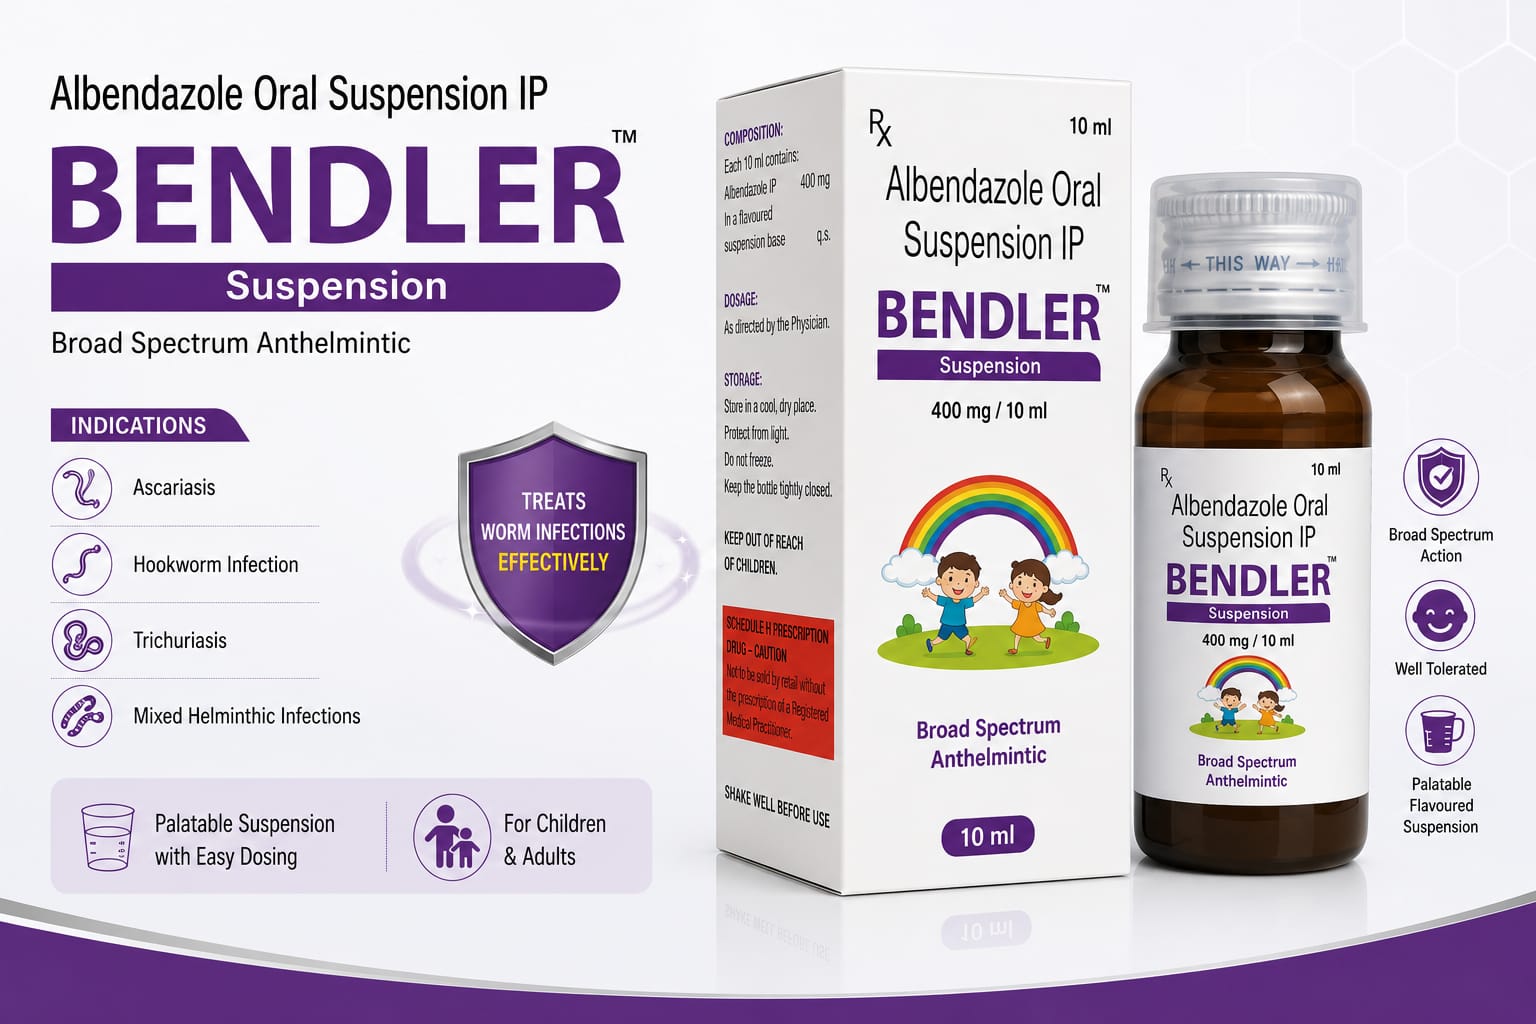 Albendazole Oral Suspension IP
BENDLER™
Suspension
Broad Spectrum Anthelmintic
INDICATIONS
Ascariasis
Hookworm Infection
Trichuriasis
Mixed Helminthic Infections
TREATS
WORM INFECTIONS
EFFECTIVELY
Palatable Suspension
with Easy Dosing
For Children
& Adults
COMPOSITION:
Each 10 ml contains:
Albendazole IP 400 mg
In a flavoured
suspension base q.s.
DOSAGE:
As directed by the Physician.
STORAGE:
Store in a cool, dry place.
Protect from light.
Do not freeze.
Keep the bottle tightly closed.
KEEP OUT OF REACH
OF CHILDREN.
SCHEDULE H PRESCRIPTION
DRUG – CAUTION
Not to be sold by retail without
the prescription of a Registered
Medical Practitioner.
SHAKE WELL BEFORE USE
Rx
10 ml
Albendazole Oral
Suspension IP
BENDLER™
Suspension
400 mg / 10 ml
Broad Spectrum
Anthelmintic
10 ml
← THIS WAY →
Rx
10 ml
Albendazole Oral
Suspension IP
BENDLER™
Suspension
400 mg / 10 ml
Broad Spectrum
Anthelmintic
Broad Spectrum
Action
Well Tolerated
Palatable
Flavoured
Suspension